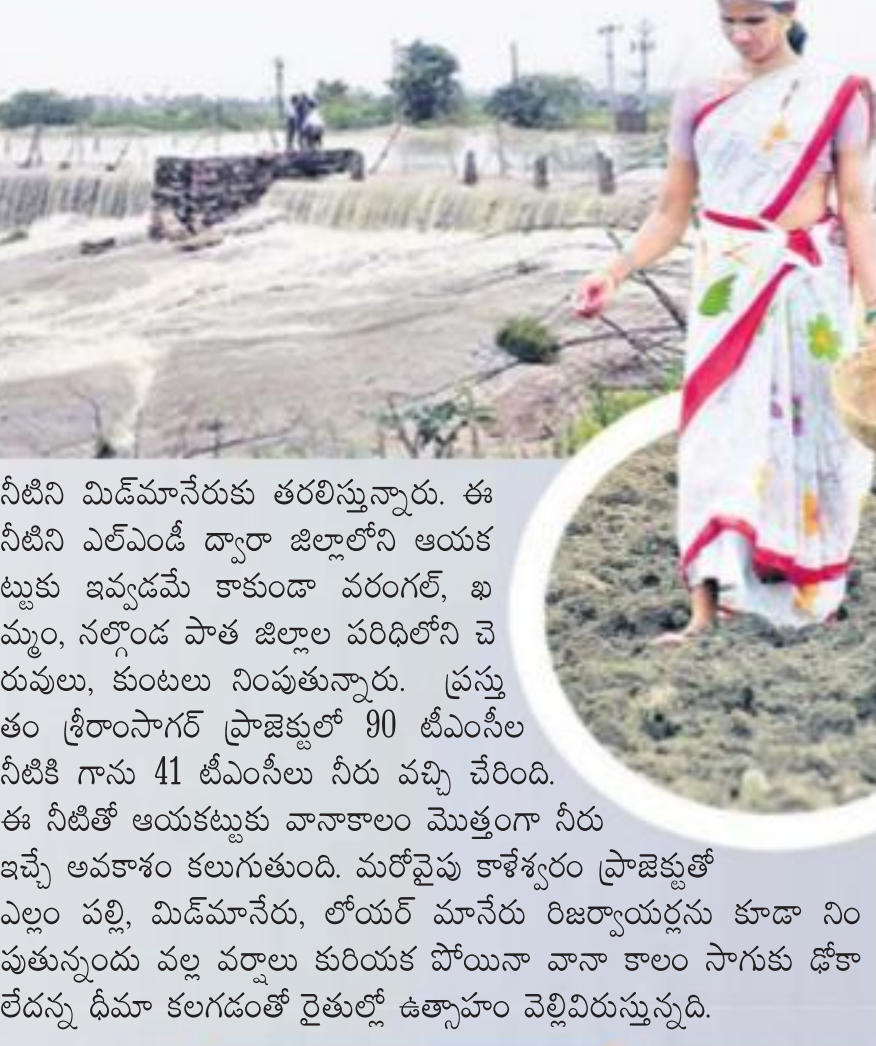 నీటిని మిడ్‌మానేరుకు తరలిస్తున్నారు. ఈ
నీటిని ఎల్ఎండీ ద్వారా జిల్లాలోని ఆయక
ట్టుకు ఇవ్వడమే కాకుండా వరంగల్, ఖ
మ్మం, నల్గొండ పాత జిల్లాల పరిధిలోని చె
రువులు, కుంటలు నింపుతున్నారు. ప్రస్తు
తం శ్రీరాంసాగర్ ప్రాజెక్టులో 90 టీఎంసీల
నీటికి గాను 41 టీఎంసీలు నీరు వచ్చి చేరింది.
ఈ నీటితో ఆయకట్టుకు వానాకాలం మొత్తంగా నీరు
ఇచ్చే అవకాశం కలుగుతుంది. మరోవైపు కాళేశ్వరం ప్రాజెక్టుతో
ఎల్లం పల్లి, మిడ్‌మానేరు, లోయర్ మానేరు రిజర్వాయర్లను కూడా నిం
పుతున్నందు వల్ల వర్షాలు కురియక పోయినా వానా కాలం సాగుకు ఢోకా
లేదన్న ధీమా కలగడంతో రైతుల్లో ఉత్సాహం వెల్లివిరుస్తున్నది.